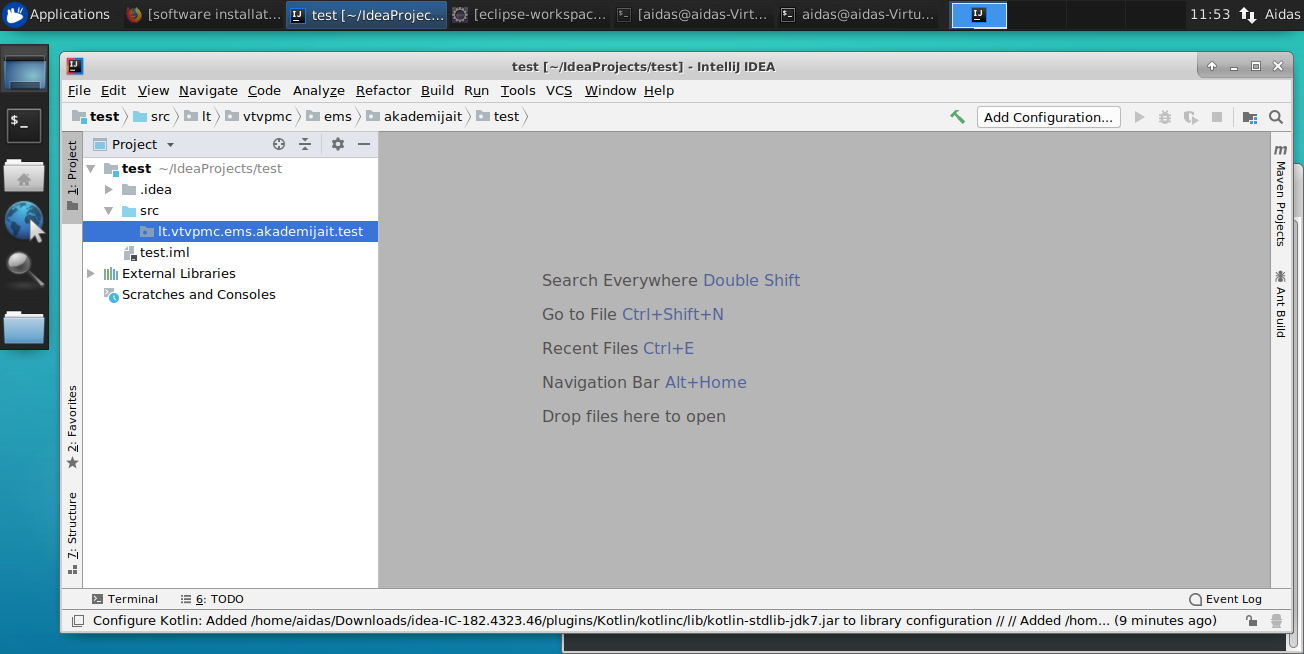 Applications [software installat... test [~/IdeaProjec... [eclipse-workspac... [aidas@aidas-Virt... aidas@aidas-Virtu... 11:53 Aidas
test [~/IdeaProjects/test] - IntelliJ IDEA
File Edit View Navigate Code Analyze Refactor Build Run Tools VCS Window Help
test src lt vtvpmc ems akademijait test Add Configuration...
1: Project
Project
test ~/IdeaProjects/test
.idea
src
lt.vtvpmc.ems.akademijait.test
test.iml
External Libraries
Scratches and Consoles
2: Favorites
7: Structure
Search Everywhere Double Shift
Go to File Ctrl+Shift+N
Recent Files Ctrl+E
Navigation Bar Alt+Home
Drop files here to open
m Maven Projects
Ant Build
Terminal 6: TODO Event Log
Configure Kotlin: Added /home/aidas/Downloads/idea-IC-182.4323.46/plugins/Kotlin/kotlinc/lib/kotlin-stdlib-jdk7.jar to library configuration // // Added /hom... (9 minutes ago)